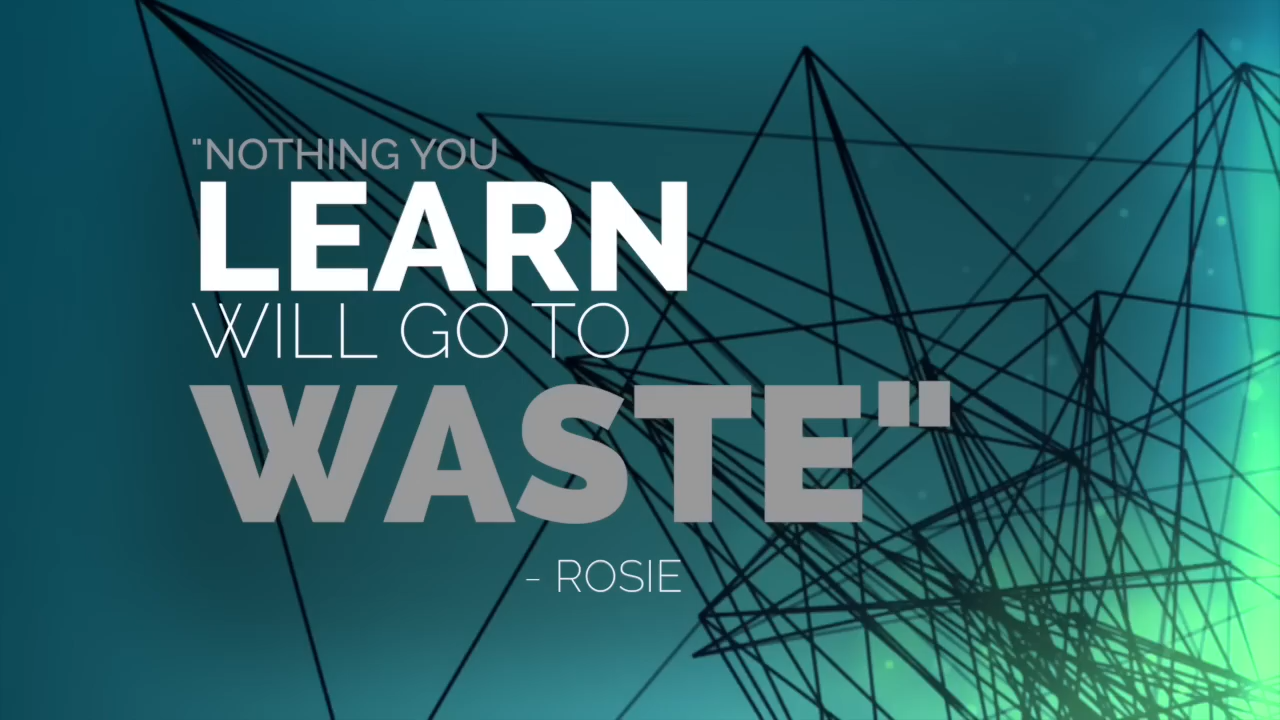 "NOTHING YOU
LEARN
WILL GO TO
WASTE"
- ROSIE